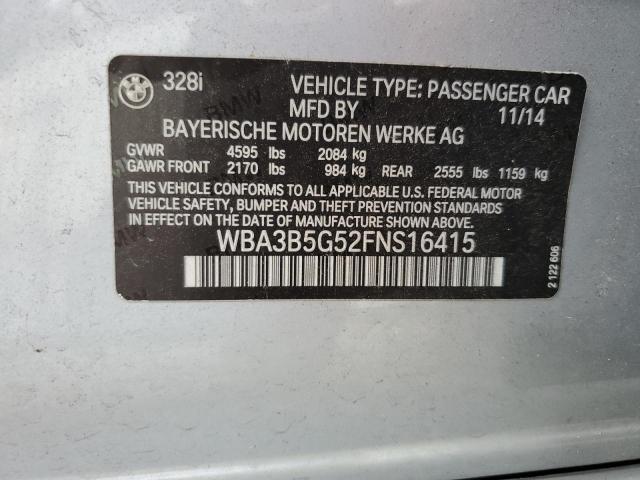 328i VEHICLE TYPE: PASSENGER CAR
MFD BY 11/14
BAYERISCHE MOTOREN WERKE AG
GVWR 4595 lbs 2084 kg
GAWR FRONT 2170 lbs 984 kg REAR 2555 lbs 1159 kg
THIS VEHICLE CONFORMS TO ALL APPLICABLE U.S. FEDERAL MOTOR
VEHICLE SAFETY, BUMPER AND THEFT PREVENTION STANDARDS
IN EFFECT ON THE DATE OF MANUFACTURE SHOWN ABOVE.
WBA3B5G52FNS16415
2 122 606